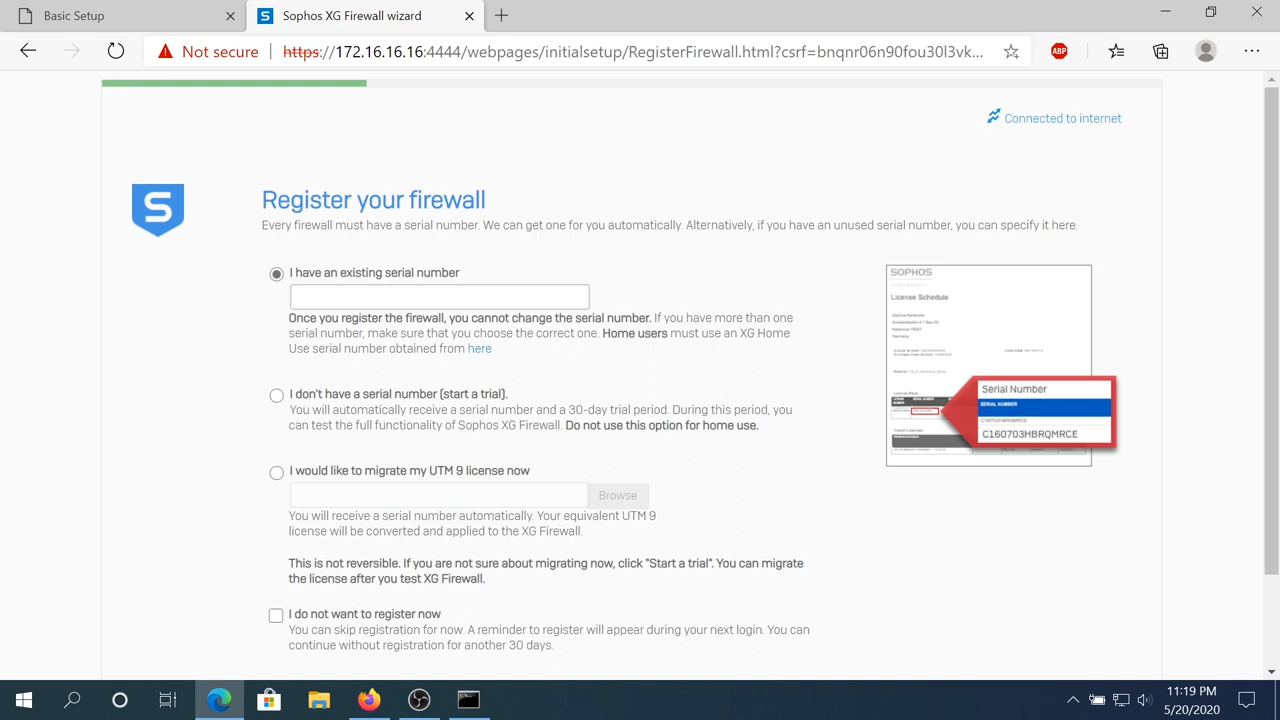 Basic Setup
Sophos XG Firewall wizard
Not secure
https://172.16.16.16:4444/webpages/initialsetup/RegisterFirewall.html?csrf=bnqnr06n90fou30l3vk...
ABP
Connected to internet
S
Register your firewall
Every firewall must have a serial number. We can get one for you automatically. Alternatively, if you have an unused serial number, you can specify it here.
I have an existing serial number
Once you register the firewall, you cannot change the serial number. If you have more than one
serial number, make sure that you choose the correct one. Home users must use an XG Home
Use serial number obtained from here
I don't have a serial number (start a trial).
You will automatically receive a serial number and a 30-day trial period. During this period, you
can test the full functionality of Sophos XG Firewall. Do not use this option for home use.
I would like to migrate my UTM 9 license now
Browse
You will receive a serial number automatically. Your equivalent UTM 9
license will be converted and applied to the XG Firewall.
This is not reversible. If you are not sure about migrating now, click "Start a trial". You can migrate
the license after you test XG Firewall.
I do not want to register now
You can skip registration for now. A reminder to register will appear during your next login. You can
continue without registration for another 30 days.
SOPHOS
License Schedule
Serial Number
SERIAL NUMBER
C160703HBRQMRCE
C160703HBRQMRCE
11:19 PM
5/20/2020